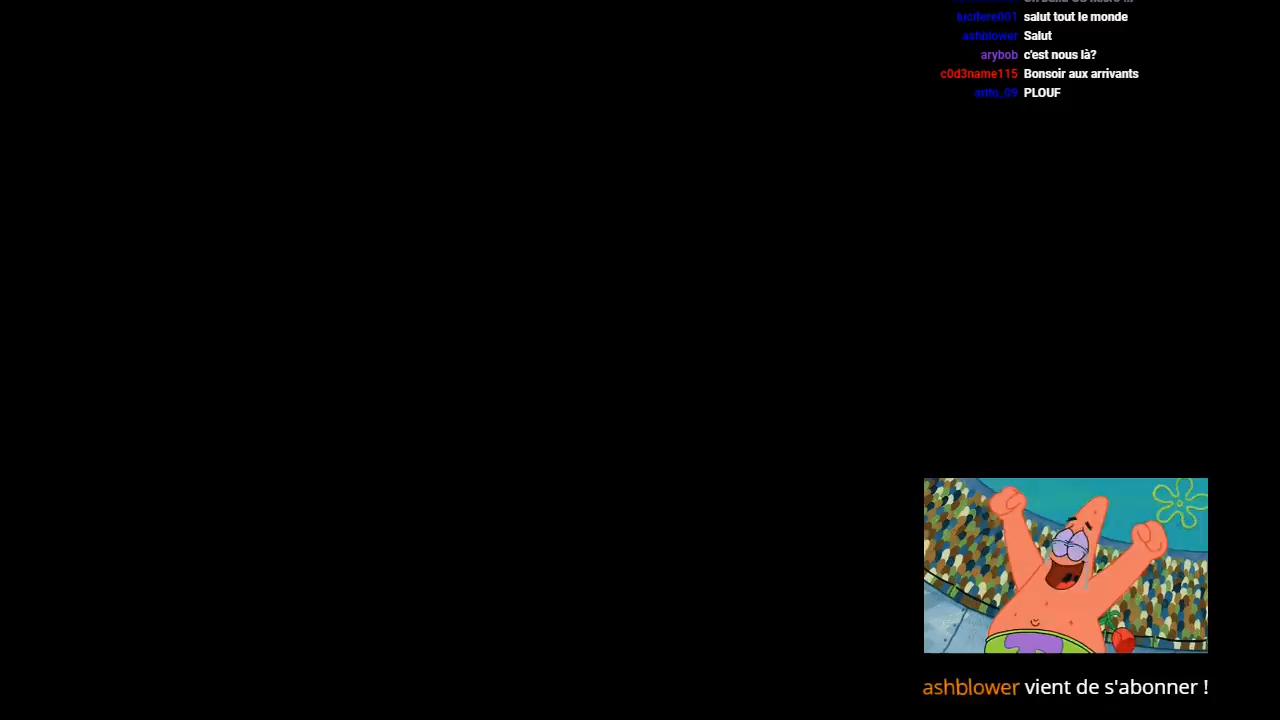 lucifere001 salut tout le monde
ashblower Salut
arybob c'est nous là?
c0d3name115 Bonsoir aux arrivants
PLOUF
ashblower vient de s'abonner !